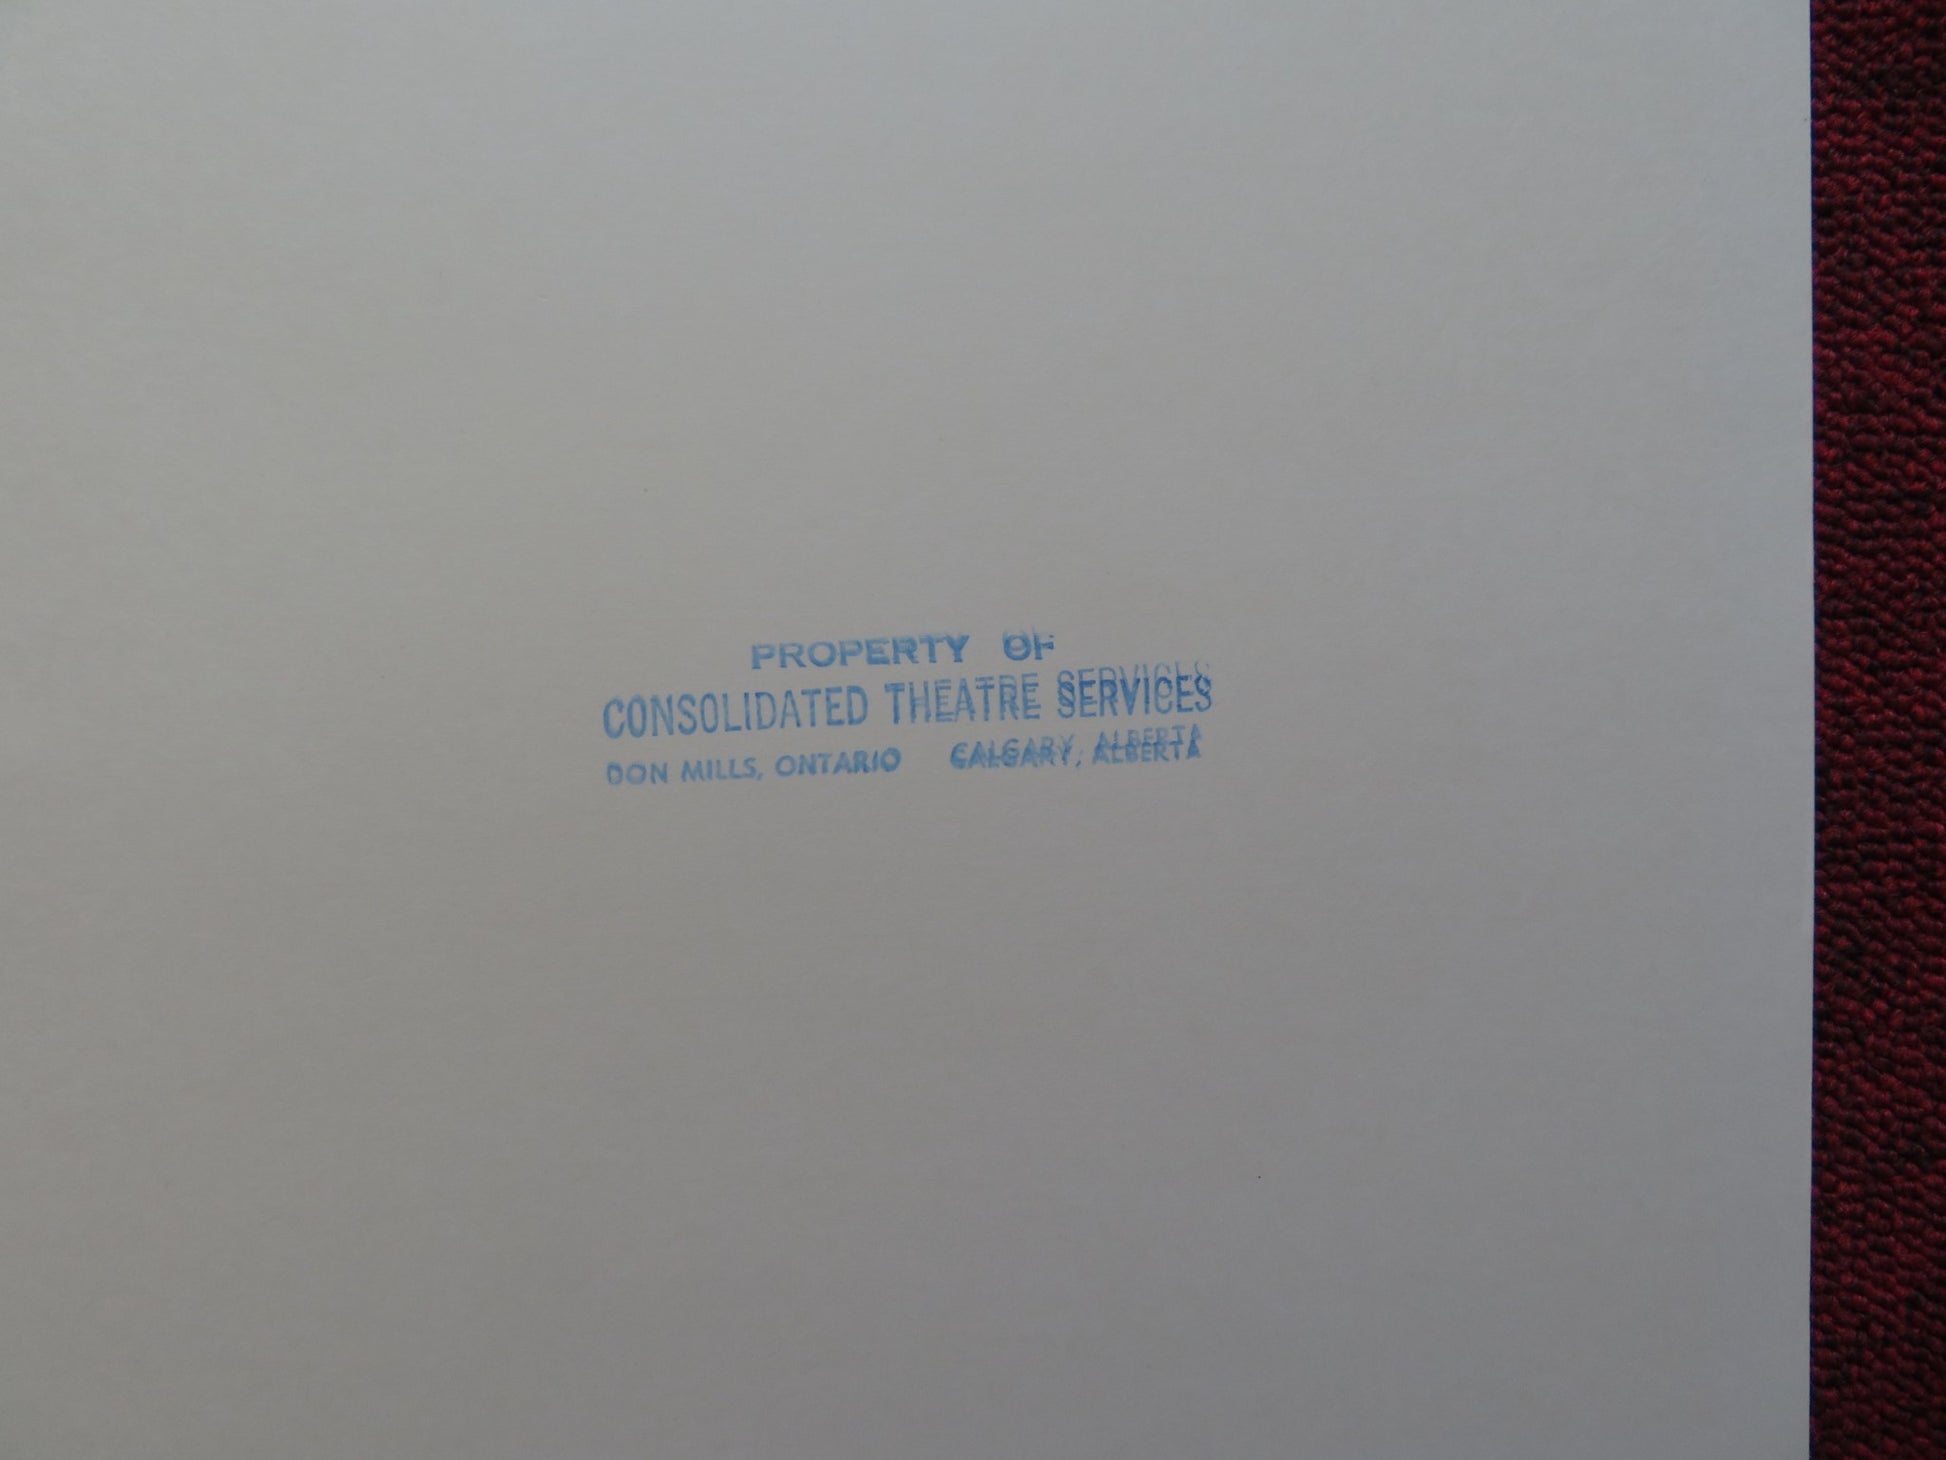 PROPERTY OF
CONSOLIDATED THEATRE SERVICES
DON MILLS, ONTARIO CALGARY, ALBERTA